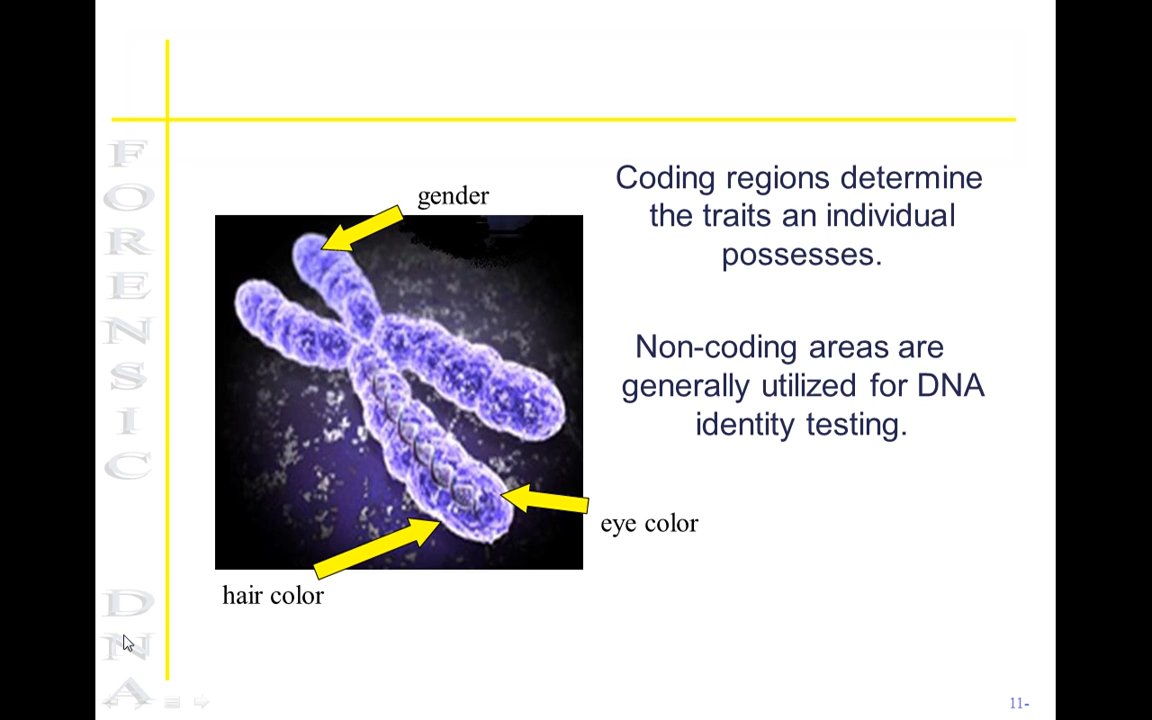 FORENSIC DNA
gender
Coding regions determine
the traits an individual
possesses.
Non-coding areas are
generally utilized for DNA
identity testing.
eye color
hair color
11-